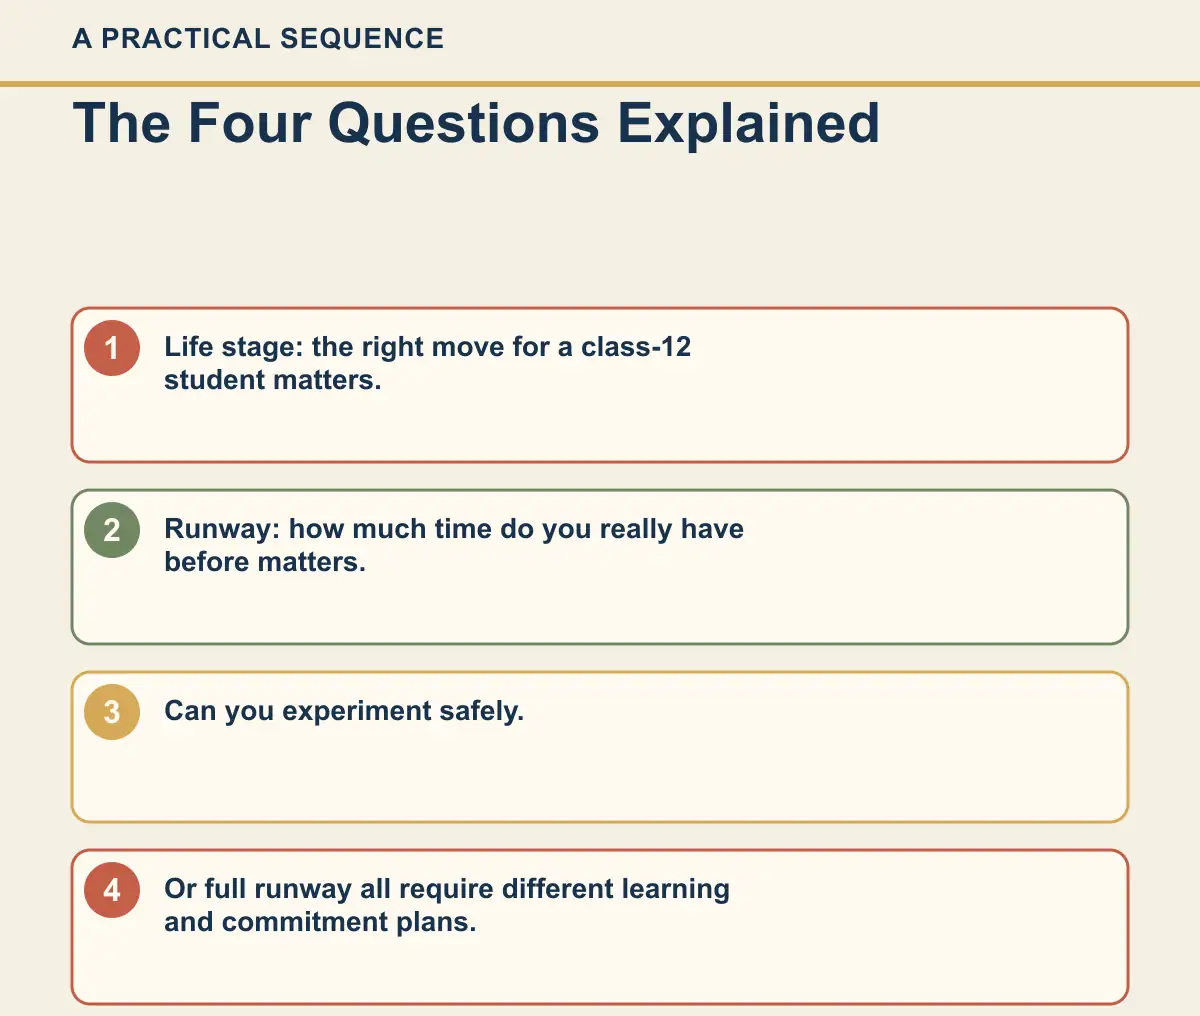 A PRACTICAL SEQUENCE
The Four Questions Explained
1
Life stage: the right move for a class-12
student matters.
2
Runway: how much time do you really have
before matters.
3
Can you experiment safely.
4
Or full runway all require different learning
and commitment plans.